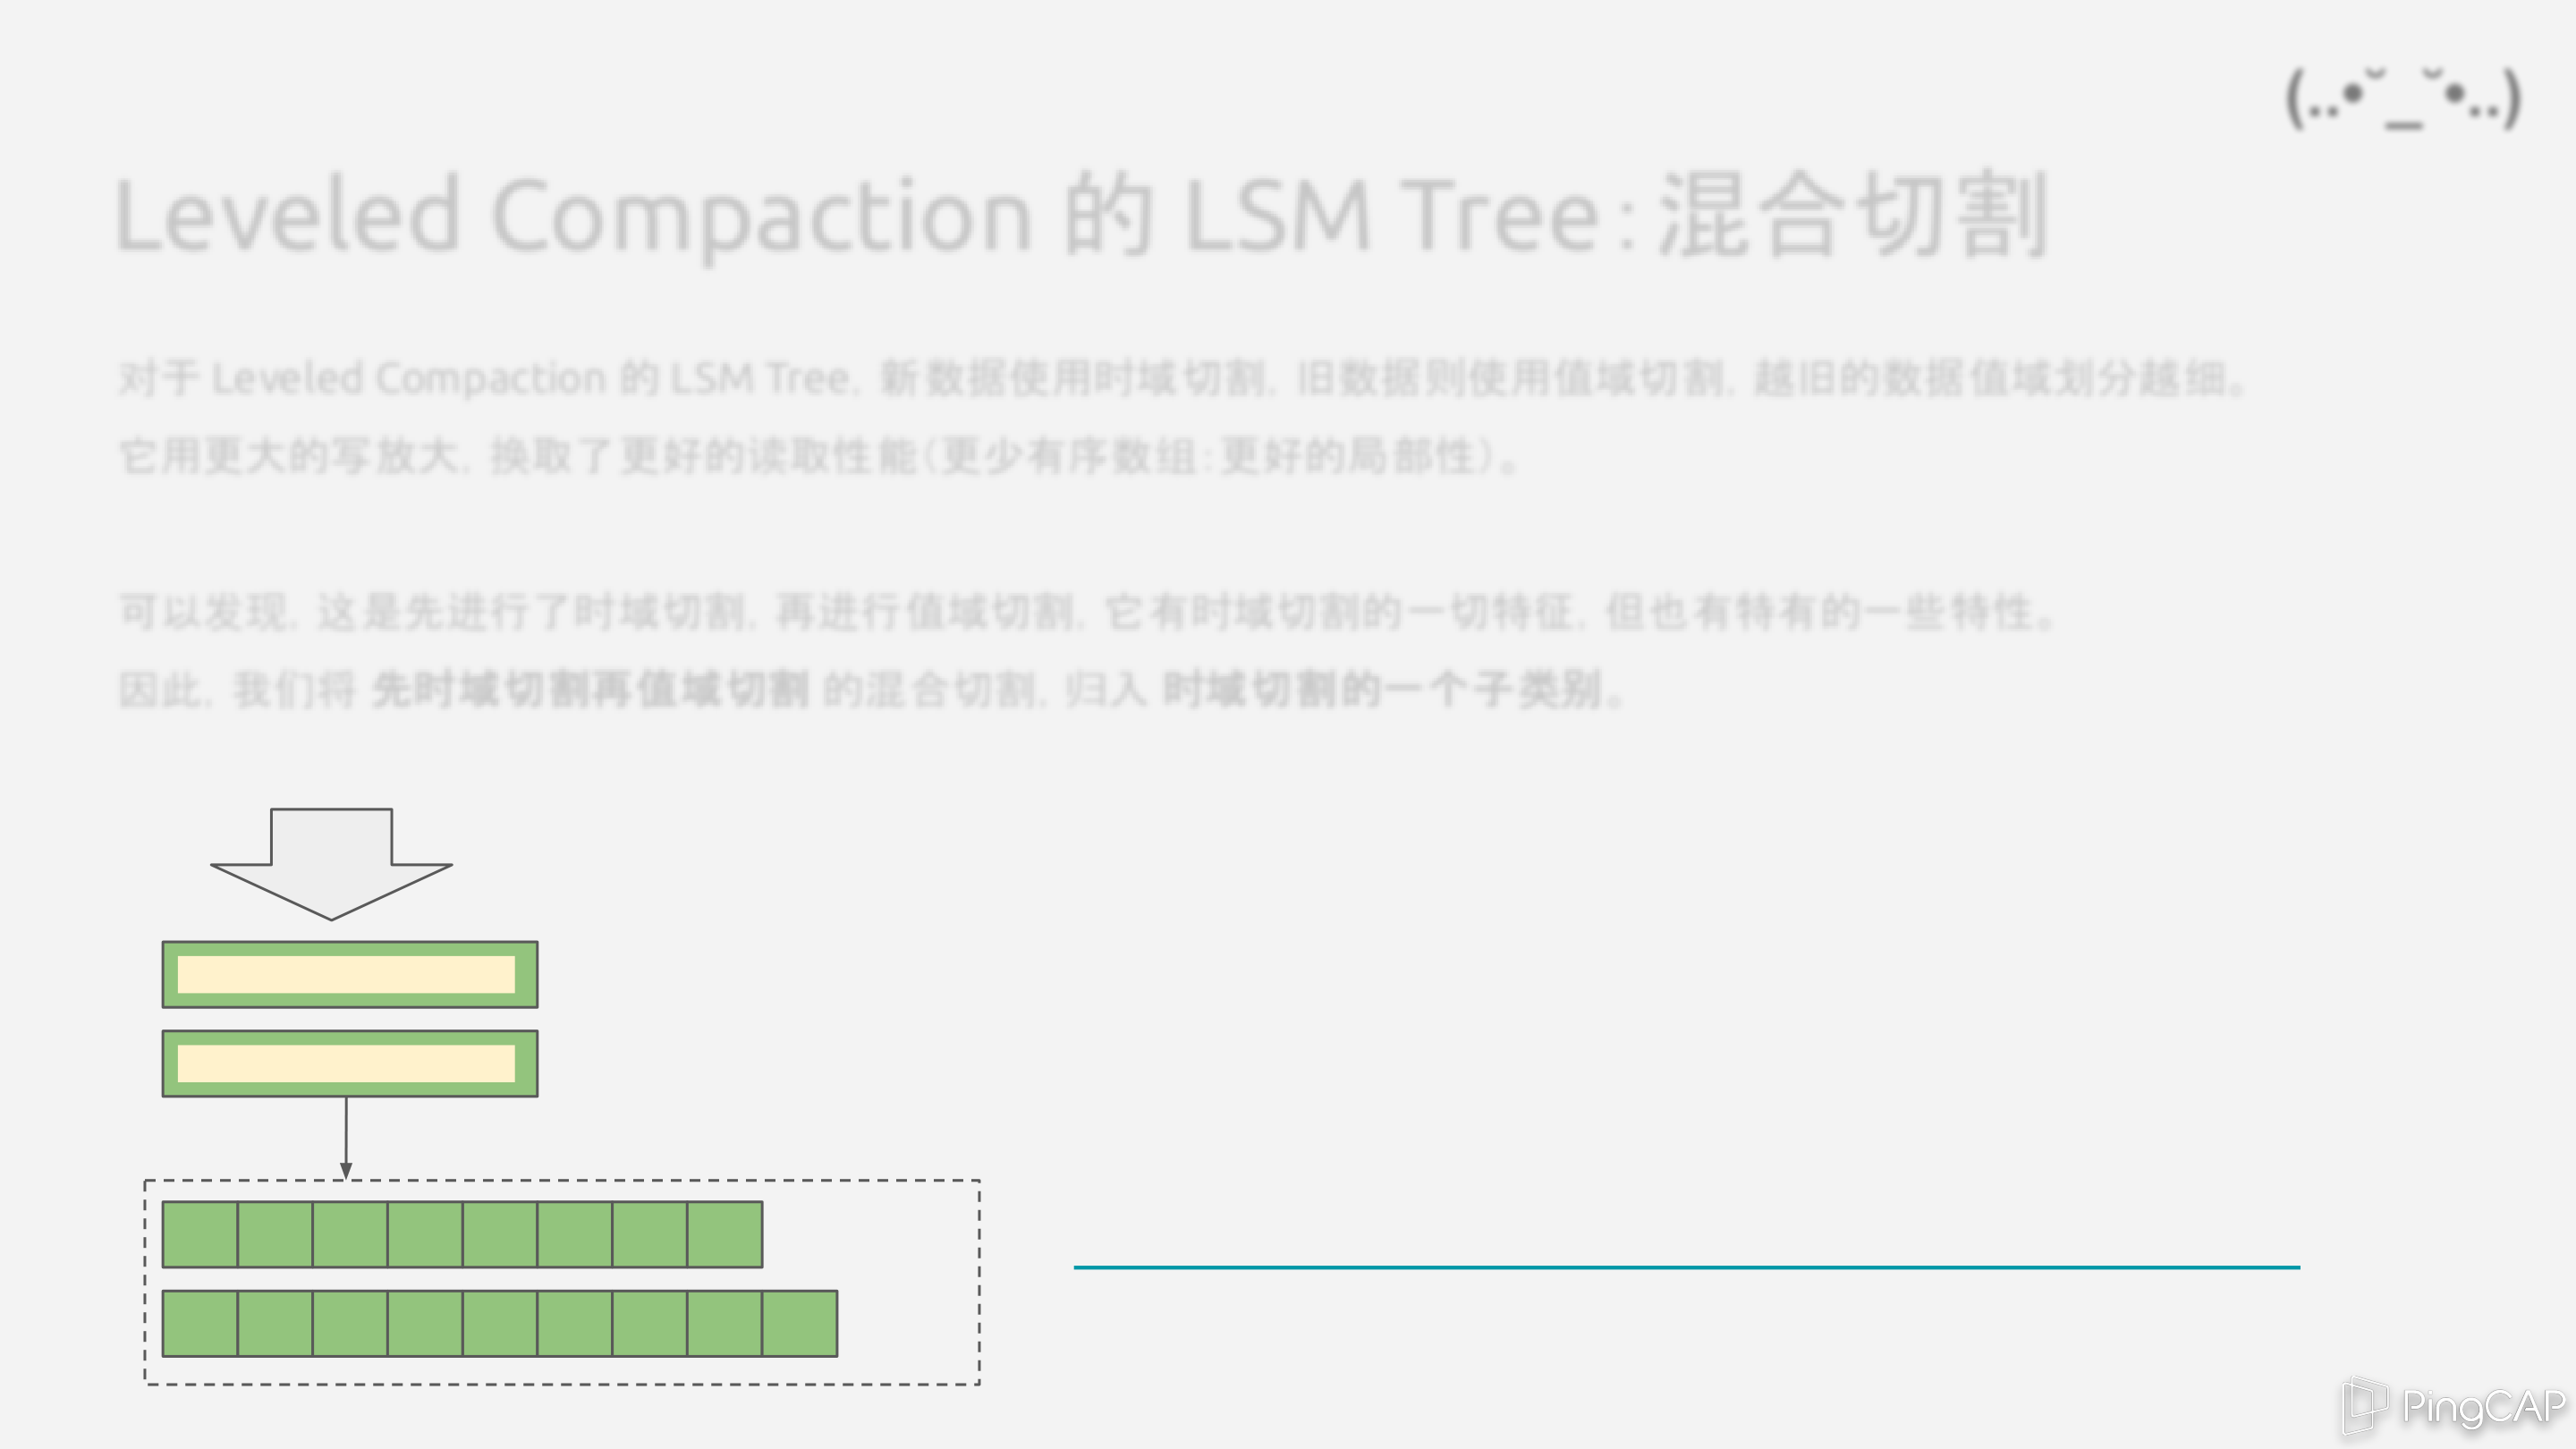 (..•˘_˘•..)
Leveled Compaction 的 LSM Tree：混合切割
对于 Leveled Compaction 的 LSM Tree，新数据使用时域切割，旧数据则使用值域切割，越旧的数据值域划分越细。
它用更大的写放大，换取了更好的读取性能（更少有序数组：更好的局部性）。
可以发现，这是先进行了时域切割，再进行值域切割，它有时域切割的一切特征，但也有特有的一些特性。
因此，我们将 先时域切割再值域切割 的混合切割，归入 时域切割的一个子类别。
PingCAP